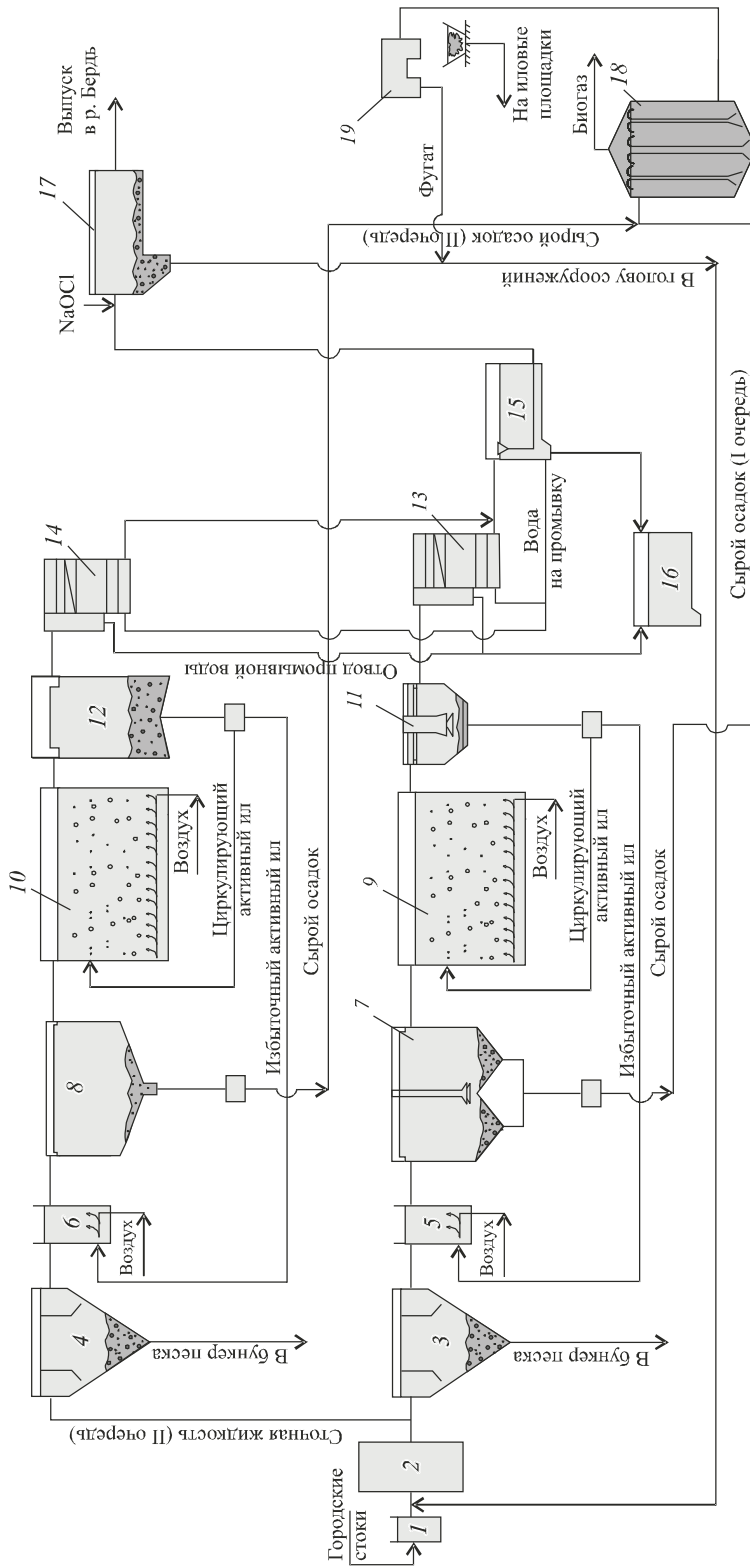 Городские
стоки
1
2
Сточная жидкость (II очередь)
4
В бункер песка
6
Воздух
8
10
Воздух
Циркулирующий
активный ил
Избыточный активный ил
Сырой осадок
12
14
Отвод промывной воды
3
В бункер песка
5
Воздух
7
9
Воздух
Циркулирующий
активный ил
Избыточный активный ил
Сырой осадок
11
13
Вода
на промывку
15
16
NaOCl
17
Выпуск
в р. Бердь
В голову сооружений
Сырой осадок (II очередь)
Фугат
19
На иловые
площадки
Биогаз
18
Сырой осадок (I очередь)